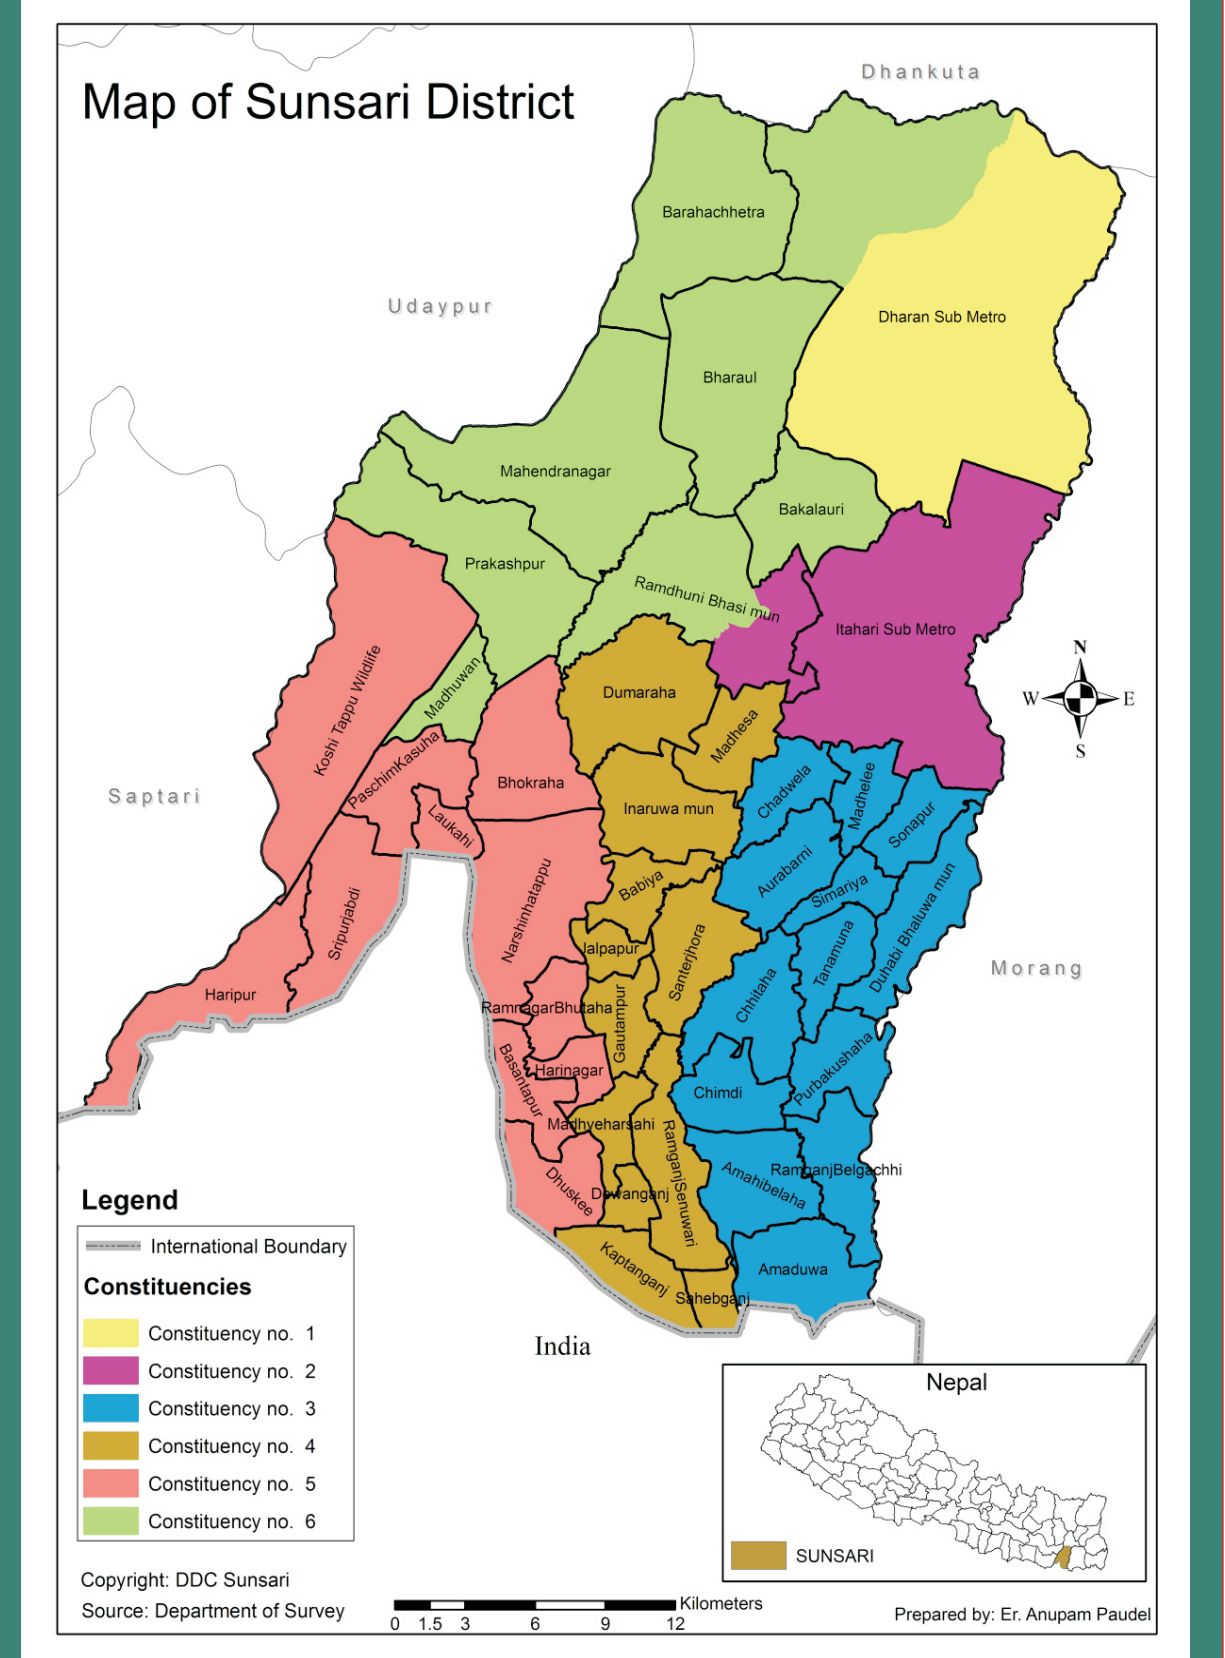 Dhankuta
Map of Sunsari District
Barahachhetra
Udaypur
Dharan Sub Metro
Bharaul
Mahendranagar
Bakalauri
Prakashpur
Ramdhuni Bhasi mun
Itahari Sub Metro
Koshi Tappu Wildlife
Madhuwan
Dumaraha
Madhesa
N
W
E
S
PaschimKasuha
Bhokraha
Inaruwa mun
Chadwela
Madhelee
Sonapur
Saptari
Laukahi
Aurabarni
Simariya
Duhabi Bhaluwa mun
Babiya
Narshinhatappu
Sripurjabdi
Jalpapur
Santerjhora
Tanamuna
Morang
Haripur
Chhitaha
RamnagarBhutaha
Gautampur
Basantapur
Harinagar
Purbakushaha
Chimdi
Madhyeharsahi
RamganjSenuwari
Amahibelaha
RamganjBelgachhi
Dhuskee
Dewanganj
Kaptanganj
Amaduwa
Sahebganj
India
Legend
International Boundary
Constituencies
Constituency no. 1
Constituency no. 2
Constituency no. 3
Constituency no. 4
Constituency no. 5
Constituency no. 6
Nepal
SUNSARI
Copyright: DDC Sunsari
Source: Department of Survey
Kilometers
0 1.5 3 6 9 12
Prepared by: Er. Anupam Paudel